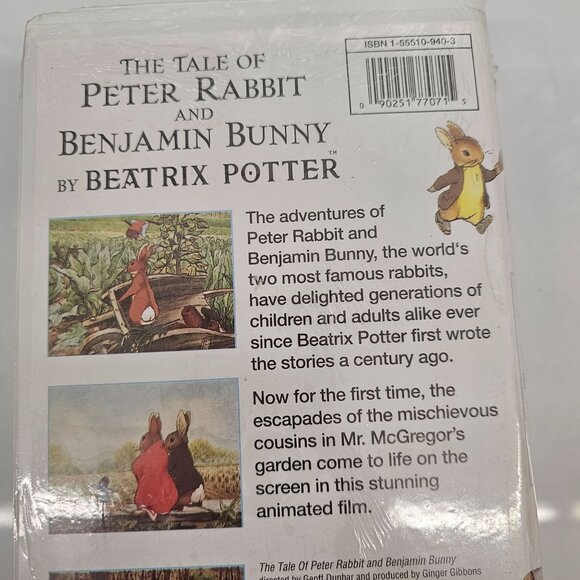 ISBN 1-55510-940-3
0 90251 77071 5
THE TALE OF
PETER RABBIT
AND
BENJAMIN BUNNY
BY BEATRIX POTTER™
The adventures of
Peter Rabbit and
Benjamin Bunny, the world's
two most famous rabbits,
have delighted generations of
children and adults alike ever
since Beatrix Potter first wrote
the stories a century ago.
Now for the first time, the
escapades of the mischievous
cousins in Mr. McGregor's
garden come to life on the
screen in this stunning
animated film.
The Tale Of Peter Rabbit and Benjamin Bunny
directed by Geoff Dunbar and produced by Ginger Gibbons